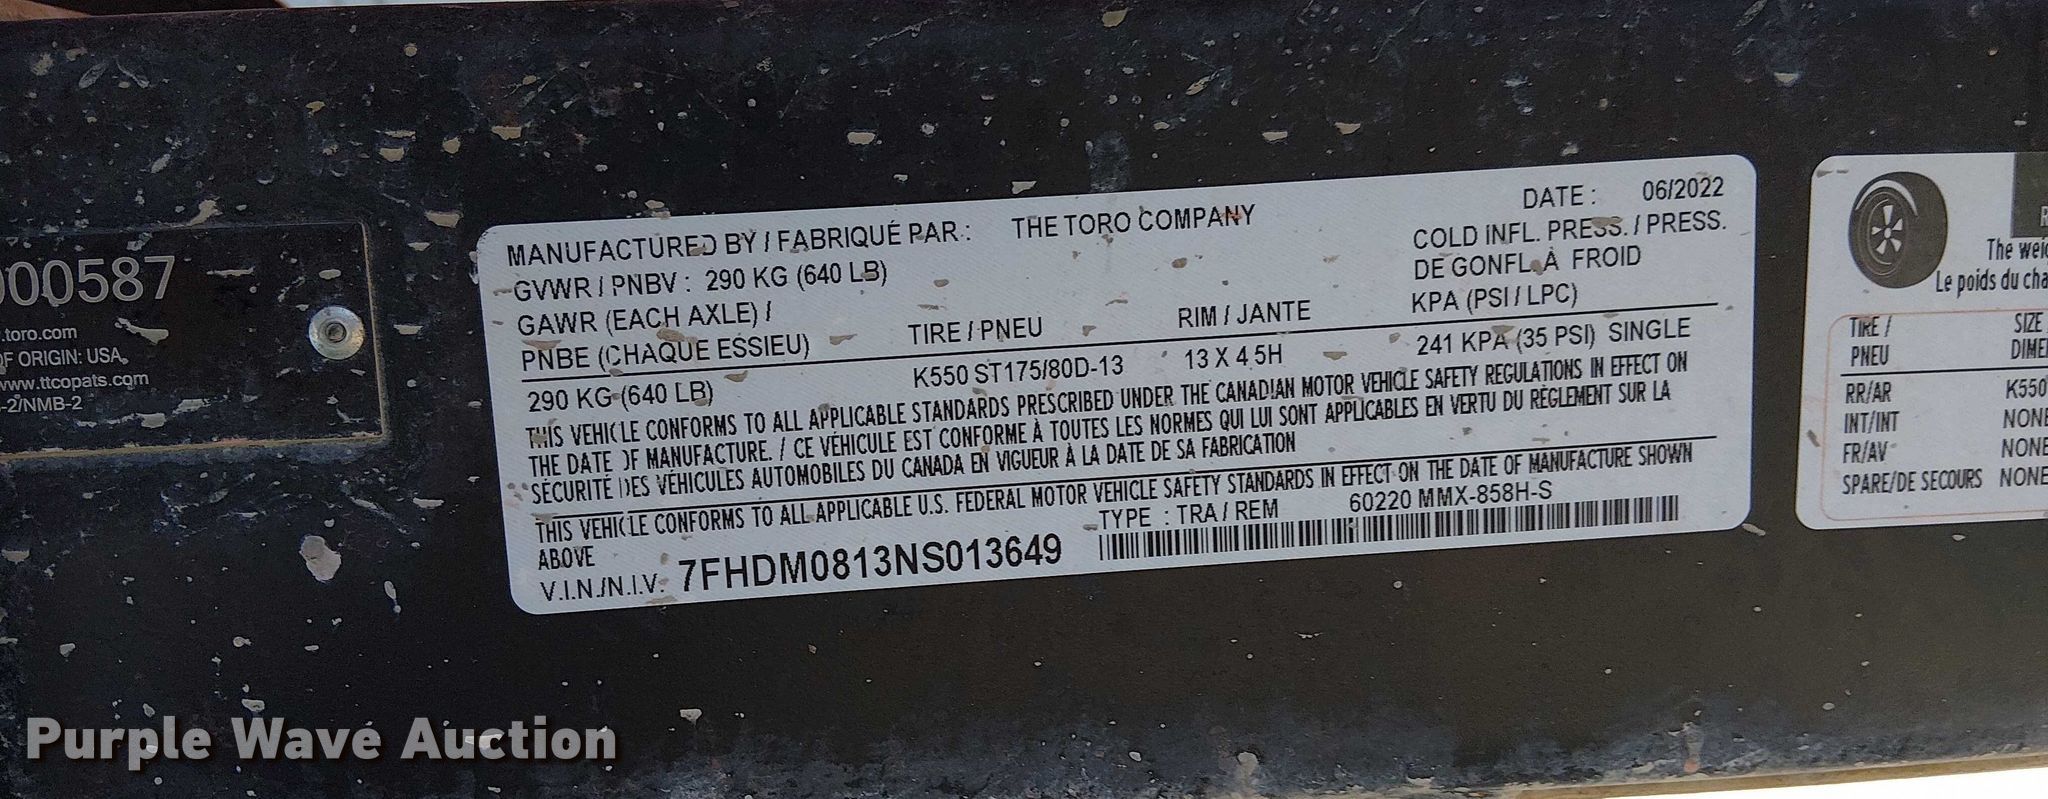 000587
.toro.com
OF ORIGIN: USA
www.ttcopats.com
-2/NMB-2
MANUFACTURED BY / FABRIQUÉ PAR : THE TORO COMPANY
DATE : 06/2022
GVWR / PNBV : 290 KG (640 LB)
COLD INFL. PRESS. / PRESS.
DE GONFL. À FROID
GAWR (EACH AXLE) /
PNBE (CHAQUE ESSIEU) TIRE / PNEU RIM / JANTE KPA (PSI / LPC)
290 KG (640 LB) K550 ST175/80D-13 13 X 4.5H 241 KPA (35 PSI) SINGLE
THIS VEHICLE CONFORMS TO ALL APPLICABLE STANDARDS PRESCRIBED UNDER THE CANADIAN MOTOR VEHICLE SAFETY REGULATIONS IN EFFECT ON
THE DATE OF MANUFACTURE. / CE VÉHICULE EST CONFORME À TOUTES LES NORMES QUI LUI SONT APPLICABLES EN VERTU DU RÈGLEMENT SUR LA
SÉCURITÉ DES VÉHICULES AUTOMOBILES DU CANADA EN VIGUEUR À LA DATE DE SA FABRICATION
THIS VEHICLE CONFORMS TO ALL APPLICABLE U.S. FEDERAL MOTOR VEHICLE SAFETY STANDARDS IN EFFECT ON THE DATE OF MANUFACTURE SHOWN
ABOVE TYPE : TRA / REM 60220 MMX-858H-S
V.I.N./N.I.V. 7FHDM0813NS013649
The
Le poids du
TIRE / SIZE
PNEU
RR/AR K550
INT/INT NONE
FR/AV NONE
SPARE/DE SECOURS NONE
Purple Wave Auction